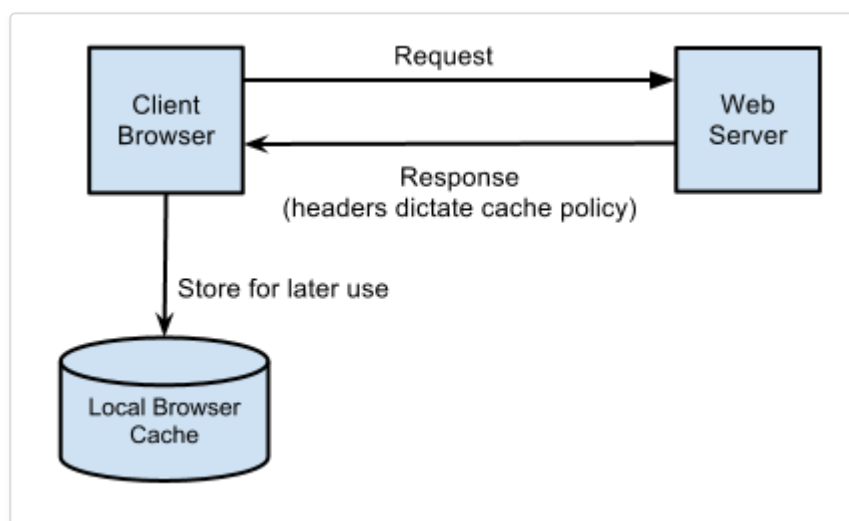 Request
Client
Browser
Web
Server
Response
(headers dictate cache policy)
Store for later use
Local Browser
Cache